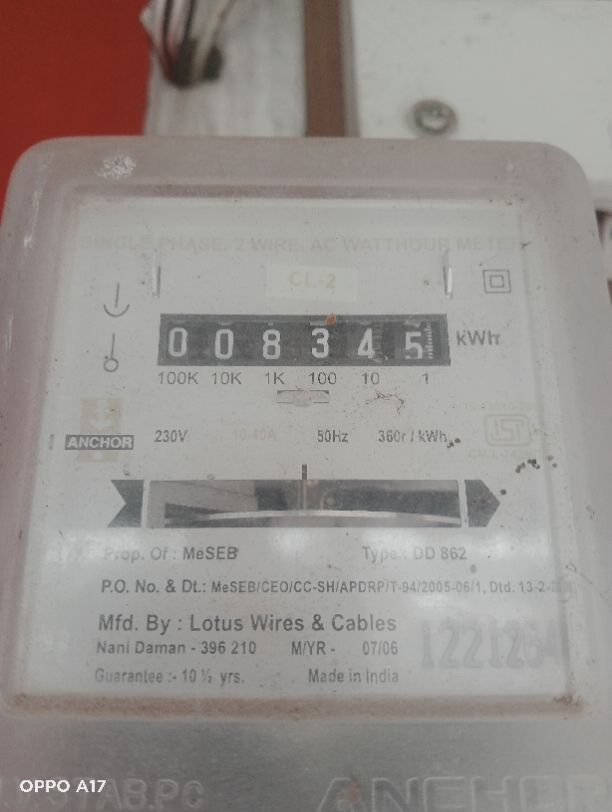 SINGLE PHASE, 2 WIRE, AC WATTHOUR METER
CL-2
008345 kWh
100K 10K 1K 100 10 1
ANCHOR 230V 10-40A 50Hz 360r / kWh
Prop. Of : MeSEB Type : DD 862
P.O. No. & Dt.: MeSEB/CEO/CC-SH/APDRP/T-94/2005-06/1, Dtd. 13-2-
Mfd. By : Lotus Wires & Cables
Nani Daman - 396 210 M/YR - 07/06
Guarantee :- 10 ½ yrs. Made in India
ANCHOR
OPPO A17